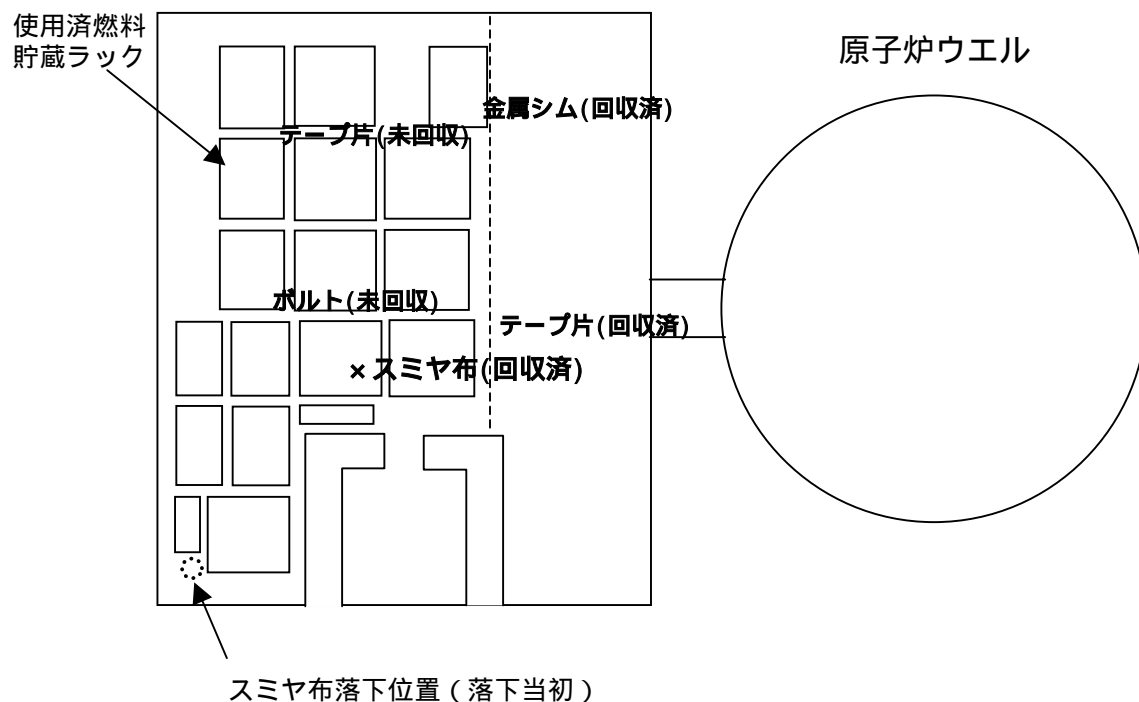 使用済燃料
貯蔵ラック
原子炉ウエル
金属シム(回収済)
テープ片(未回収)
ボルト(未回収)
テープ片(回収済)
×スミヤ布(回収済)
スミヤ布落下位置(落下当初)